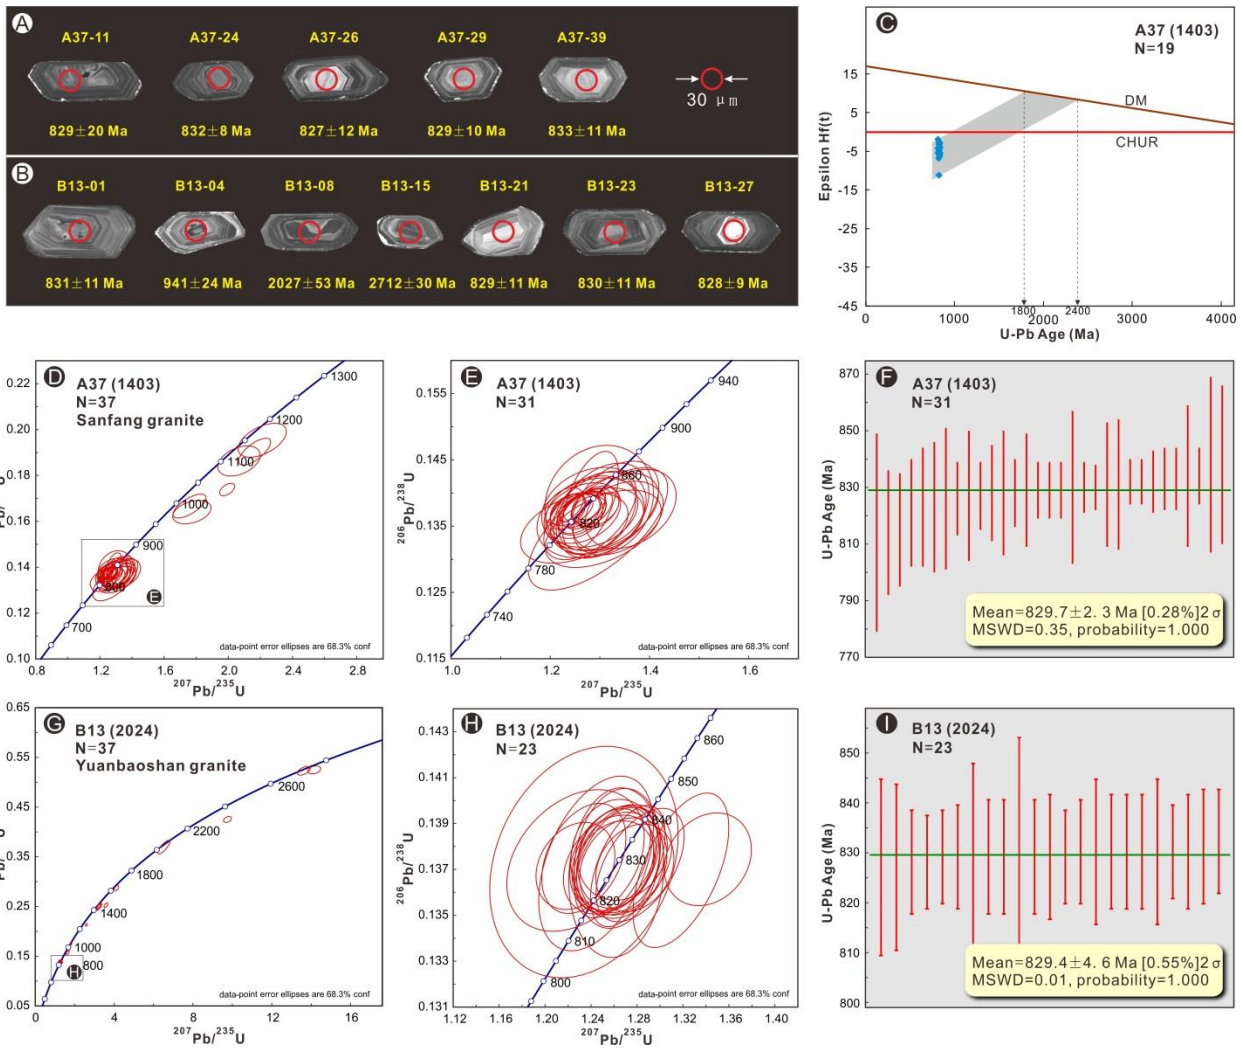 A
A37-11 A37-24 A37-26 A37-29 A37-39
30 μm
829±20 Ma 832±8 Ma 827±12 Ma 829±10 Ma 833±11 Ma
B
B13-01 B13-04 B13-08 B13-15 B13-21 B13-23 B13-27
831±11 Ma 941±24 Ma 2027±53 Ma 2712±30 Ma 829±11 Ma 830±11 Ma 828±9 Ma
C
A37 (1403)
N=19
Epsilon Hf(t)
15
5
-5
-15
-25
-35
-45
DM
CHUR
1800 2400
0 1000 2000 3000 4000
U-Pb Age (Ma)
D
A37 (1403)
N=37
Sanfang granite
0.22
0.20
0.18
0.16
0.14
0.12
0.10
1300
1200
1100
1000
900
800
700
E
data-point error ellipses are 68.3% conf
0.8 1.2 1.6 2.0 2.4 2.8
207Pb/235U
E
A37 (1403)
N=31
206Pb/238U
0.155
0.145
0.135
0.125
0.115
940
900
860
820
780
740
data-point error ellipses are 68.3% conf
1.0 1.2 1.4 1.6
207Pb/235U
F
A37 (1403)
N=31
U-Pb Age (Ma)
870
850
830
810
790
770
Mean=829.7±2. 3 Ma [0.28%]2 σ
MSWD=0.35, probability=1.000
G
B13 (2024)
N=37
Yuanbaoshan granite
0.65
0.55
0.45
0.35
0.25
0.15
0.05
2600
2200
1800
1400
1000
800
H
data-point error ellipses are 68.3% conf
0 4 8 12 16
207Pb/235U
H
B13 (2024)
N=23
206Pb/238U
0.143
0.141
0.139
0.137
0.135
0.133
0.131
860
850
840
830
820
810
800
data-point error ellipses are 68.3% conf
1.12 1.20 1.24 1.28 1.32 1.36 1.40
207Pb/235U
I
B13 (2024)
N=23
U-Pb Age (Ma)
850
840
830
820
810
800
Mean=829.4±4. 6 Ma [0.55%]2 σ
MSWD=0.01, probability=1.000